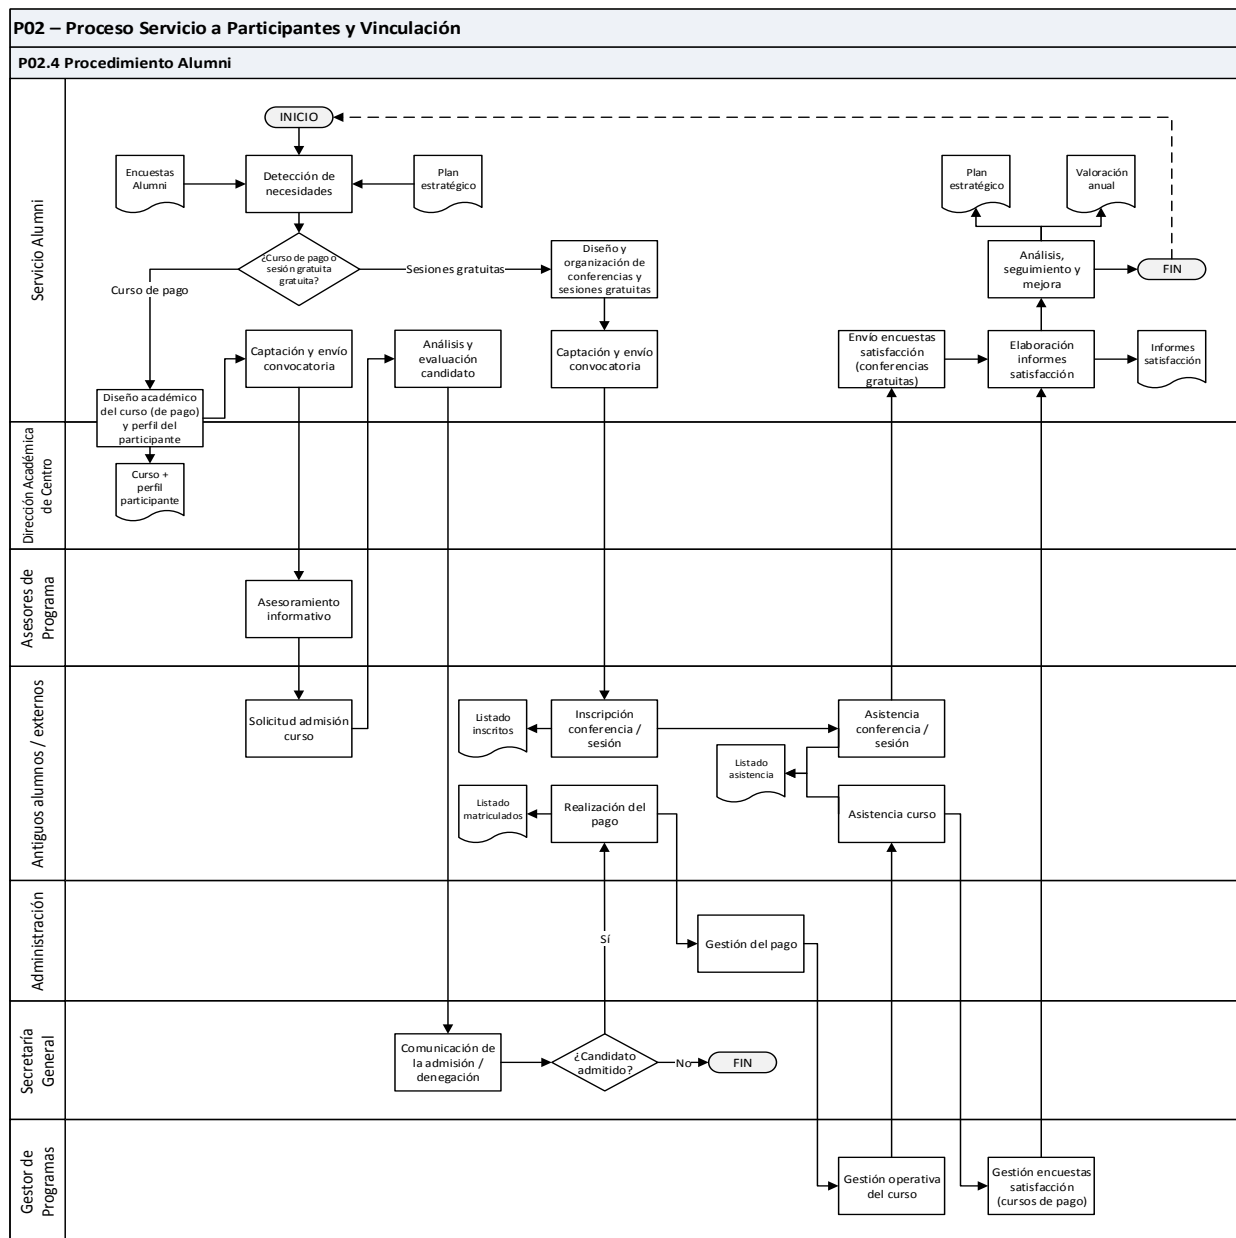 P02 – Proceso Servicio a Participantes y Vinculación
P02.4 Procedimiento Alumni
Servicio Alumni
INICIO
Encuestas
Alumni
Detección de
necesidades
Plan
estratégico
¿Curso de pago o
sesión gratuita
gratuita?
Curso de pago
Sesiones gratuitas
Diseño y
organización de
conferencias y
sesiones gratuitas
Plan
estratégico
Valoración
anual
Análisis,
seguimiento y
mejora
FIN
Captación y envío
convocatoria
Análisis y
evaluación
candidato
Captación y envío
convocatoria
Envío encuestas
satisfacción
(conferencias
gratuitas)
Elaboración
informes
satisfacción
Informes
satisfacción
Diseño académico
del curso (de pago)
y perfil del
participante
Dirección Académica
de Centro
Curso +
perfil
participante
Asesores de
Programa
Asesoramiento
informativo
Antiguos alumnos / externos
Solicitud admisión
curso
Listado
inscritos
Inscripción
conferencia /
sesión
Asistencia
conferencia /
sesión
Listado
asistencia
Listado
matriculados
Realización del
pago
Asistencia curso
Administración
Sí
Gestión del pago
Secretaría
General
Comunicación de
la admisión /
denegación
¿Candidato
admitido?
No
FIN
Gestor de
Programas
Gestión operativa
del curso
Gestión encuestas
satisfacción
(cursos de pago)